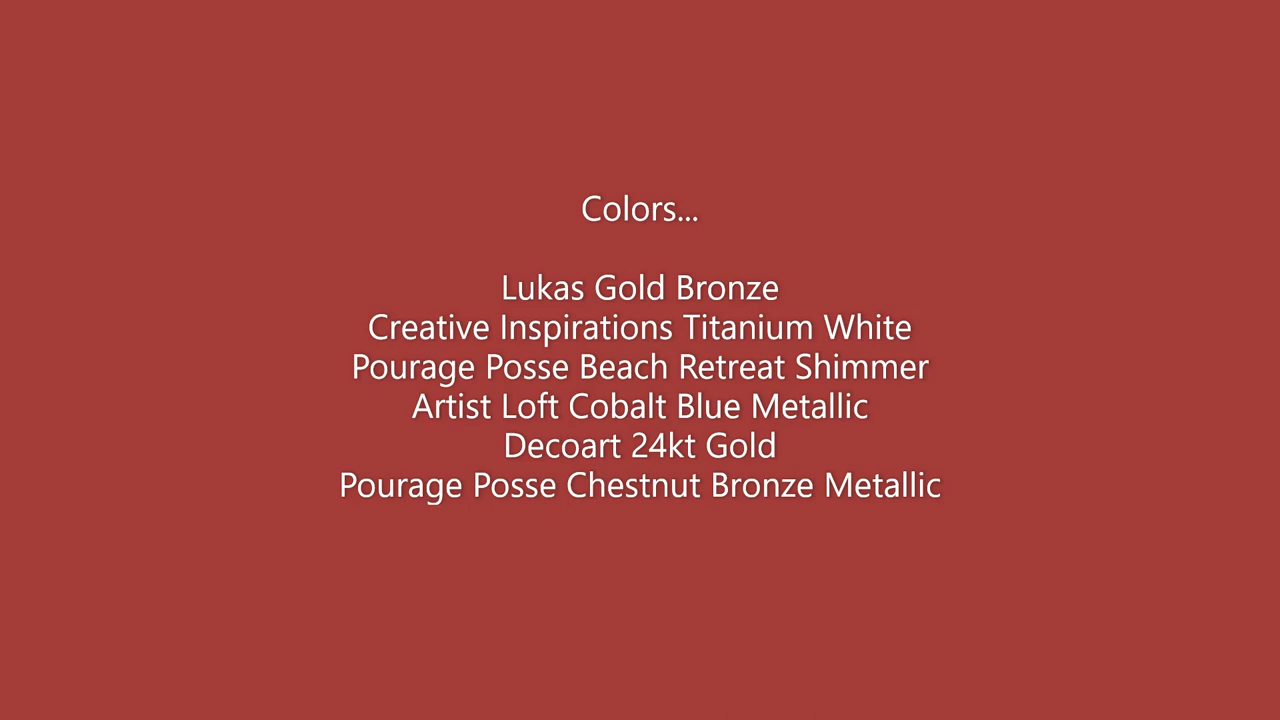 Colors...
Lukas Gold Bronze
Creative Inspirations Titanium White
Pourage Posse Beach Retreat Shimmer
Artist Loft Cobalt Blue Metallic
Decoart 24kt Gold
Pourage Posse Chestnut Bronze Metallic